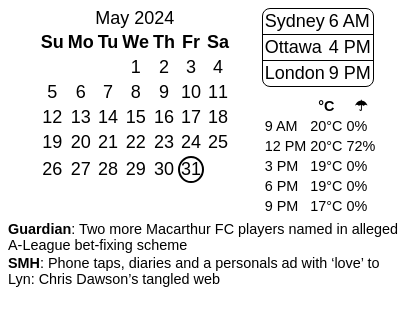 May 2024
Su Mo Tu We Th Fr Sa
1 2 3 4
5 6 7 8 9 10 11
12 13 14 15 16 17 18
19 20 21 22 23 24 25
26 27 28 29 30 31
Sydney 6 AM
Ottawa 4 PM
London 9 PM
°C ☂
9 AM 20°C 0%
12 PM 20°C 72%
3 PM 19°C 0%
6 PM 19°C 0%
9 PM 17°C 0%
Guardian: Two more Macarthur FC players named in alleged
A-League bet-fixing scheme
SMH: Phone taps, diaries and a personals ad with ‘love’ to
Lyn: Chris Dawson’s tangled web